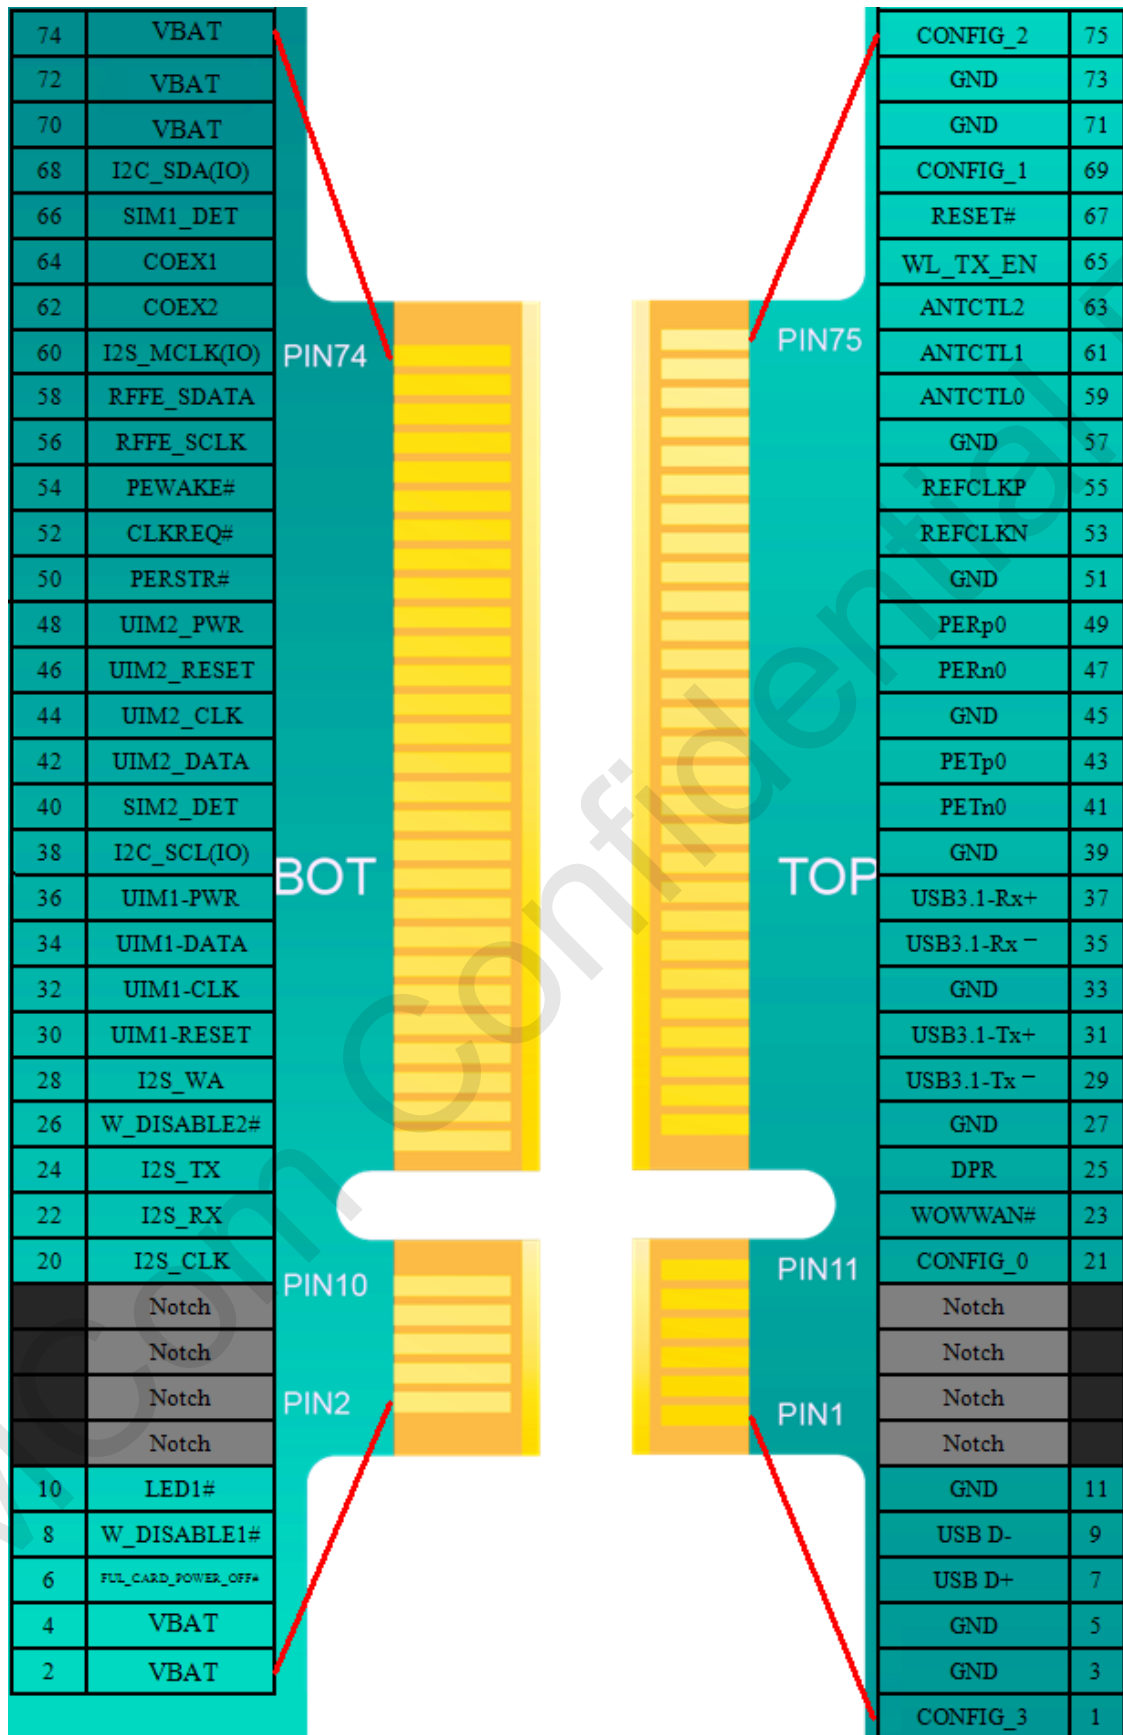 74 VBAT CONFIG_2 75
72 VBAT GND 73
70 VBAT GND 71
68 I2C_SDA(IO) CONFIG_1 69
66 SIM1_DET RESET# 67
64 COEX1 WL_TX_EN 65
62 COEX2 ANTCTL2 63
60 I2S_MCLK(IO) PIN74 PIN75 ANTCTL1 61
58 RFFE_SDATA ANTCTL0 59
56 RFFE_SCLK GND 57
54 PEWAKE# REFCLKP 55
52 CLKREQ# REFCLKN 53
50 PERSTR# GND 51
48 UIM2_PWR PERp0 49
46 UIM2_RESET PERn0 47
44 UIM2_CLK GND 45
42 UIM2_DATA PETp0 43
40 SIM2_DET PETn0 41
38 I2C_SCL(IO) BOT TOP GND 39
36 UIM1-PWR USB3.1-Rx+ 37
34 UIM1-DATA USB3.1-Rx− 35
32 UIM1-CLK GND 33
30 UIM1-RESET USB3.1-Tx+ 31
28 I2S_WA USB3.1-Tx− 29
26 W_DISABLE2# GND 27
24 I2S_TX DPR 25
22 I2S_RX WOWWAN# 23
20 I2S_CLK PIN10 PIN11 CONFIG_0 21
Notch Notch
Notch Notch
Notch PIN2 PIN1 Notch
Notch Notch
10 LED1# GND 11
8 W_DISABLE1# USB D- 9
6 FUL_CARD_POWER_OFF# USB D+ 7
4 VBAT GND 5
2 VBAT GND 3
CONFIG_3 1
Com Confidential